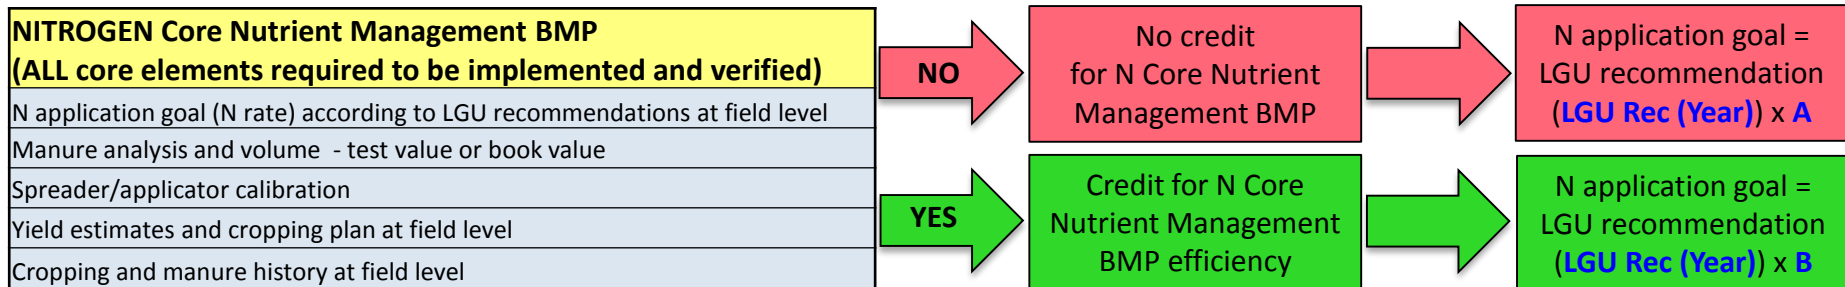 NITROGEN Core Nutrient Management BMP
(ALL core elements required to be implemented and verified)
N application goal (N rate) according to LGU recommendations at field level
Manure analysis and volume  - test value or book value
Spreader/applicator calibration
Yield estimates and cropping plan at field level
Cropping and manure history at field level
NO
No credit
for N Core Nutrient
Management BMP
N application goal =
LGU recommendation
(LGU Rec (Year)) x A
YES
Credit for N Core
Nutrient Management
BMP efficiency
N application goal =
LGU recommendation
(LGU Rec (Year)) x B